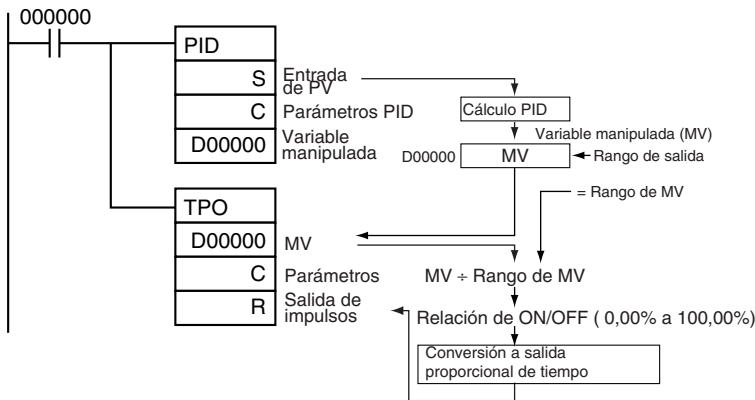 000000
PID
S Entrada de PV
C Parámetros PID
D00000 Variable manipulada
Cálculo PID
Variable manipulada (MV)
D00000 MV Rango de salida
= Rango de MV
TPO
D00000 MV
C Parámetros
R Salida de impulsos
MV ÷ Rango de MV
Relación de ON/OFF ( 0,00% a 100,00%)
Conversión a salida
proporcional de tiempo